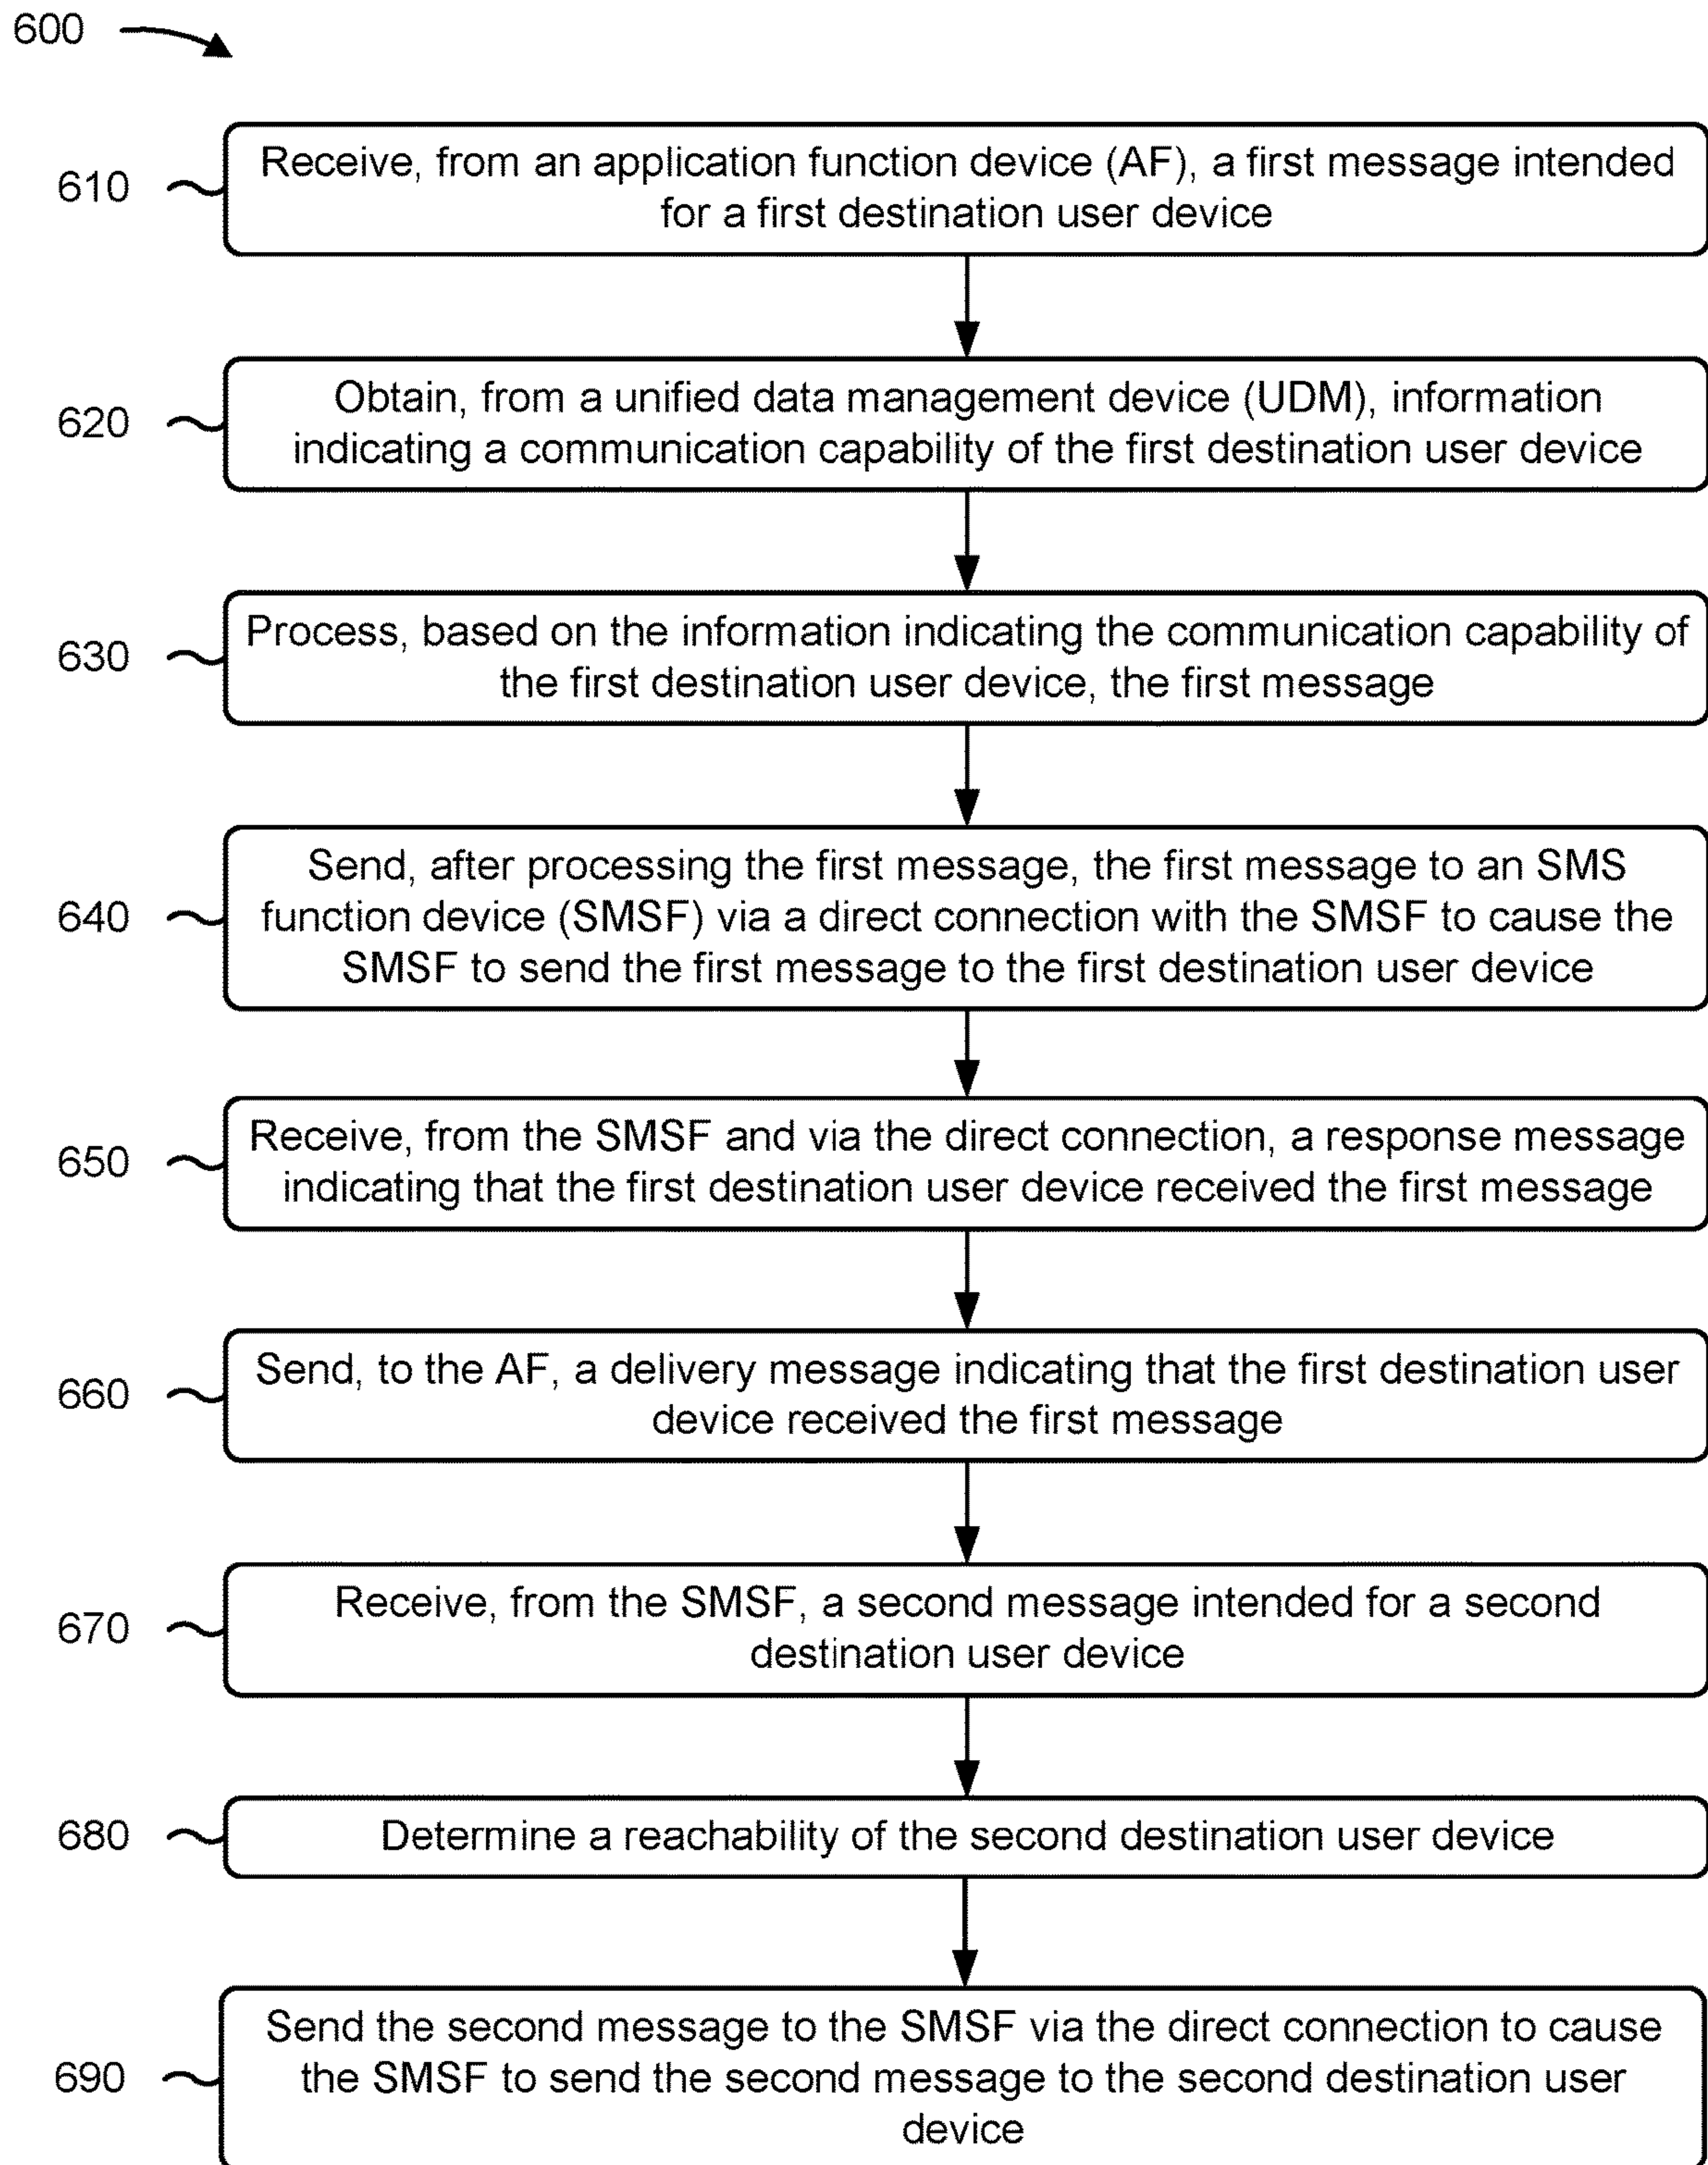 600
610
Receive, from an application function device (AF), a first message intended
for a first destination user device
620
Obtain, from a unified data management device (UDM), information
indicating a communication capability of the first destination user device
630
Process, based on the information indicating the communication capability of
the first destination user device, the first message
640
Send, after processing the first message, the first message to an SMS
function device (SMSF) via a direct connection with the SMSF to cause the
SMSF to send the first message to the first destination user device
650
Receive, from the SMSF and via the direct connection, a response message
indicating that the first destination user device received the first message
660
Send, to the AF, a delivery message indicating that the first destination user
device received the first message
670
Receive, from the SMSF, a second message intended for a second
destination user device
680
Determine a reachability of the second destination user device
690
Send the second message to the SMSF via the direct connection to cause
the SMSF to send the second message to the second destination user
device